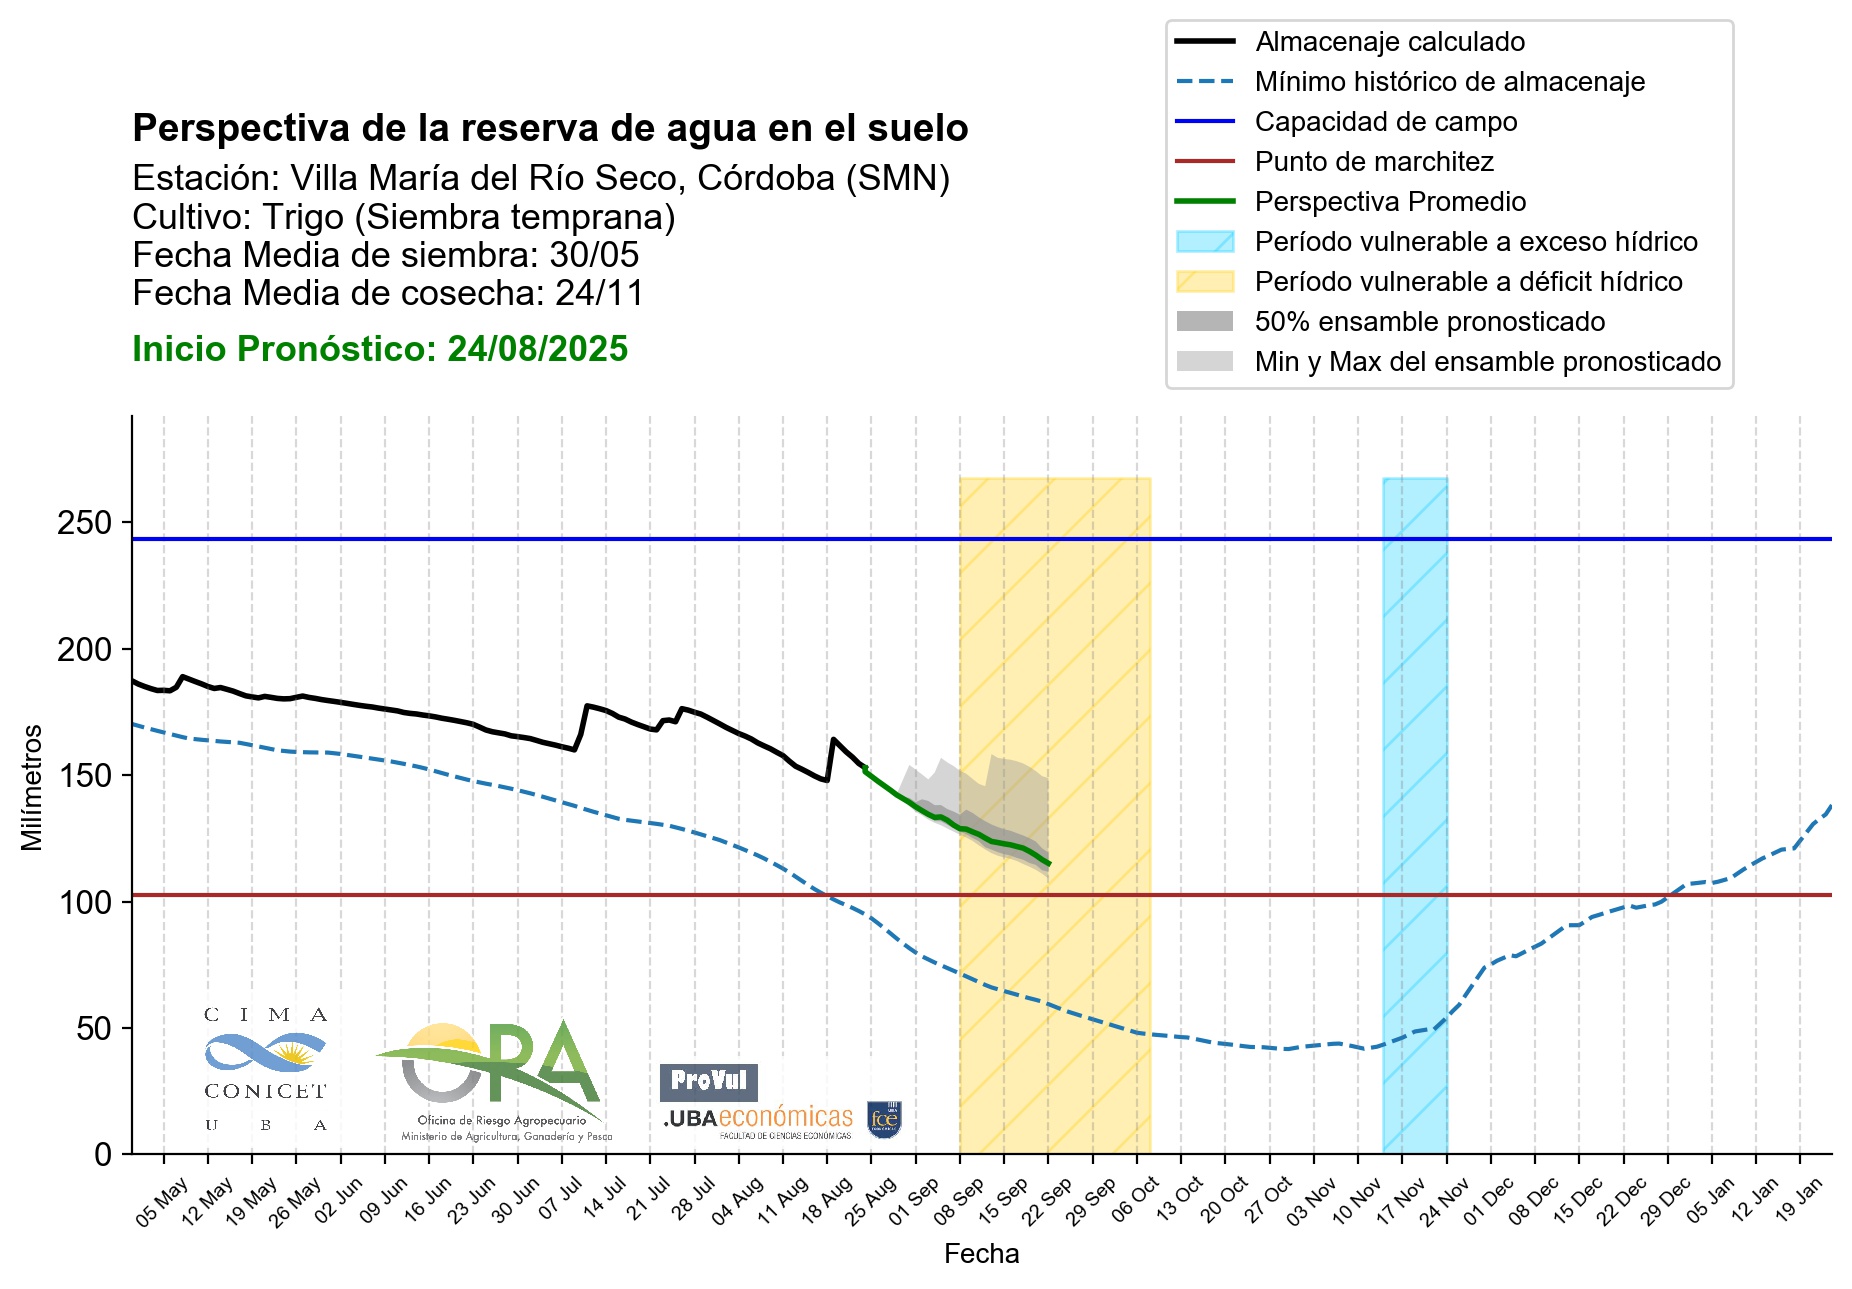 Almacenaje calculado
Mínimo histórico de almacenaje
Capacidad de campo
Punto de marchitez
Perspectiva Promedio
Período vulnerable a exceso hídrico
Período vulnerable a déficit hídrico
50% ensamble pronosticado
Min y Max del ensamble pronosticado
Perspectiva de la reserva de agua en el suelo
Estación: Villa María del Río Seco, Córdoba (SMN)
Cultivo: Trigo (Siembra temprana)
Fecha Media de siembra: 30/05
Fecha Media de cosecha: 24/11
Inicio Pronóstico: 24/08/2025
Milímetros
250
200
150
100
50
0
CIMA
CONICET
UBA
ORA
Oficina de Riesgo Agropecuario
Ministerio de Agricultura, Ganadería y Pesca
ProVul
.UBAeconómicas
FACULTAD DE CIENCIAS ECONÓMICAS
fce
05 May
12 May
19 May
26 May
02 Jun
09 Jun
16 Jun
23 Jun
30 Jun
07 Jul
14 Jul
21 Jul
28 Jul
04 Aug
11 Aug
18 Aug
25 Aug
01 Sep
08 Sep
15 Sep
22 Sep
29 Sep
06 Oct
13 Oct
20 Oct
27 Oct
03 Nov
10 Nov
17 Nov
24 Nov
01 Dec
08 Dec
15 Dec
22 Dec
29 Dec
05 Jan
12 Jan
19 Jan
Fecha